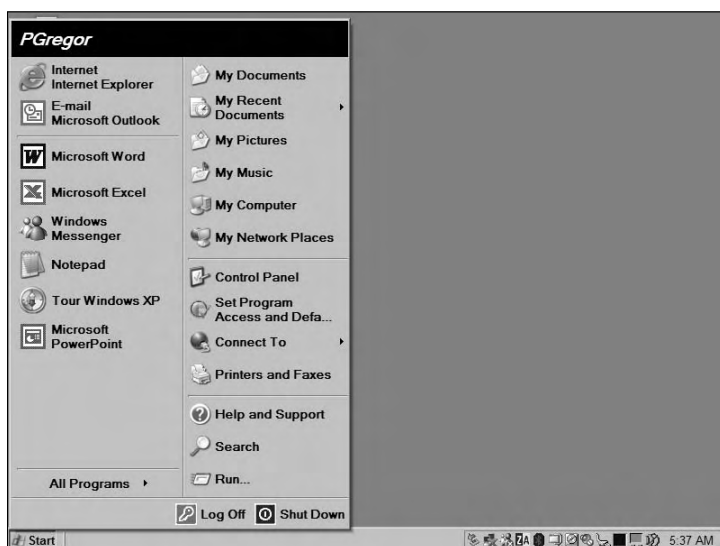 PGregor
Internet
Internet Explorer
E-mail
Microsoft Outlook
Microsoft Word
Microsoft Excel
Windows
Messenger
Notepad
Tour Windows XP
Microsoft
PowerPoint
All Programs
My Documents
My Recent
Documents
My Pictures
My Music
My Computer
My Network Places
Control Panel
Set Program
Access and Defa...
Connect To
Printers and Faxes
Help and Support
Search
Run...
Log Off
Shut Down
Start
5:37 AM